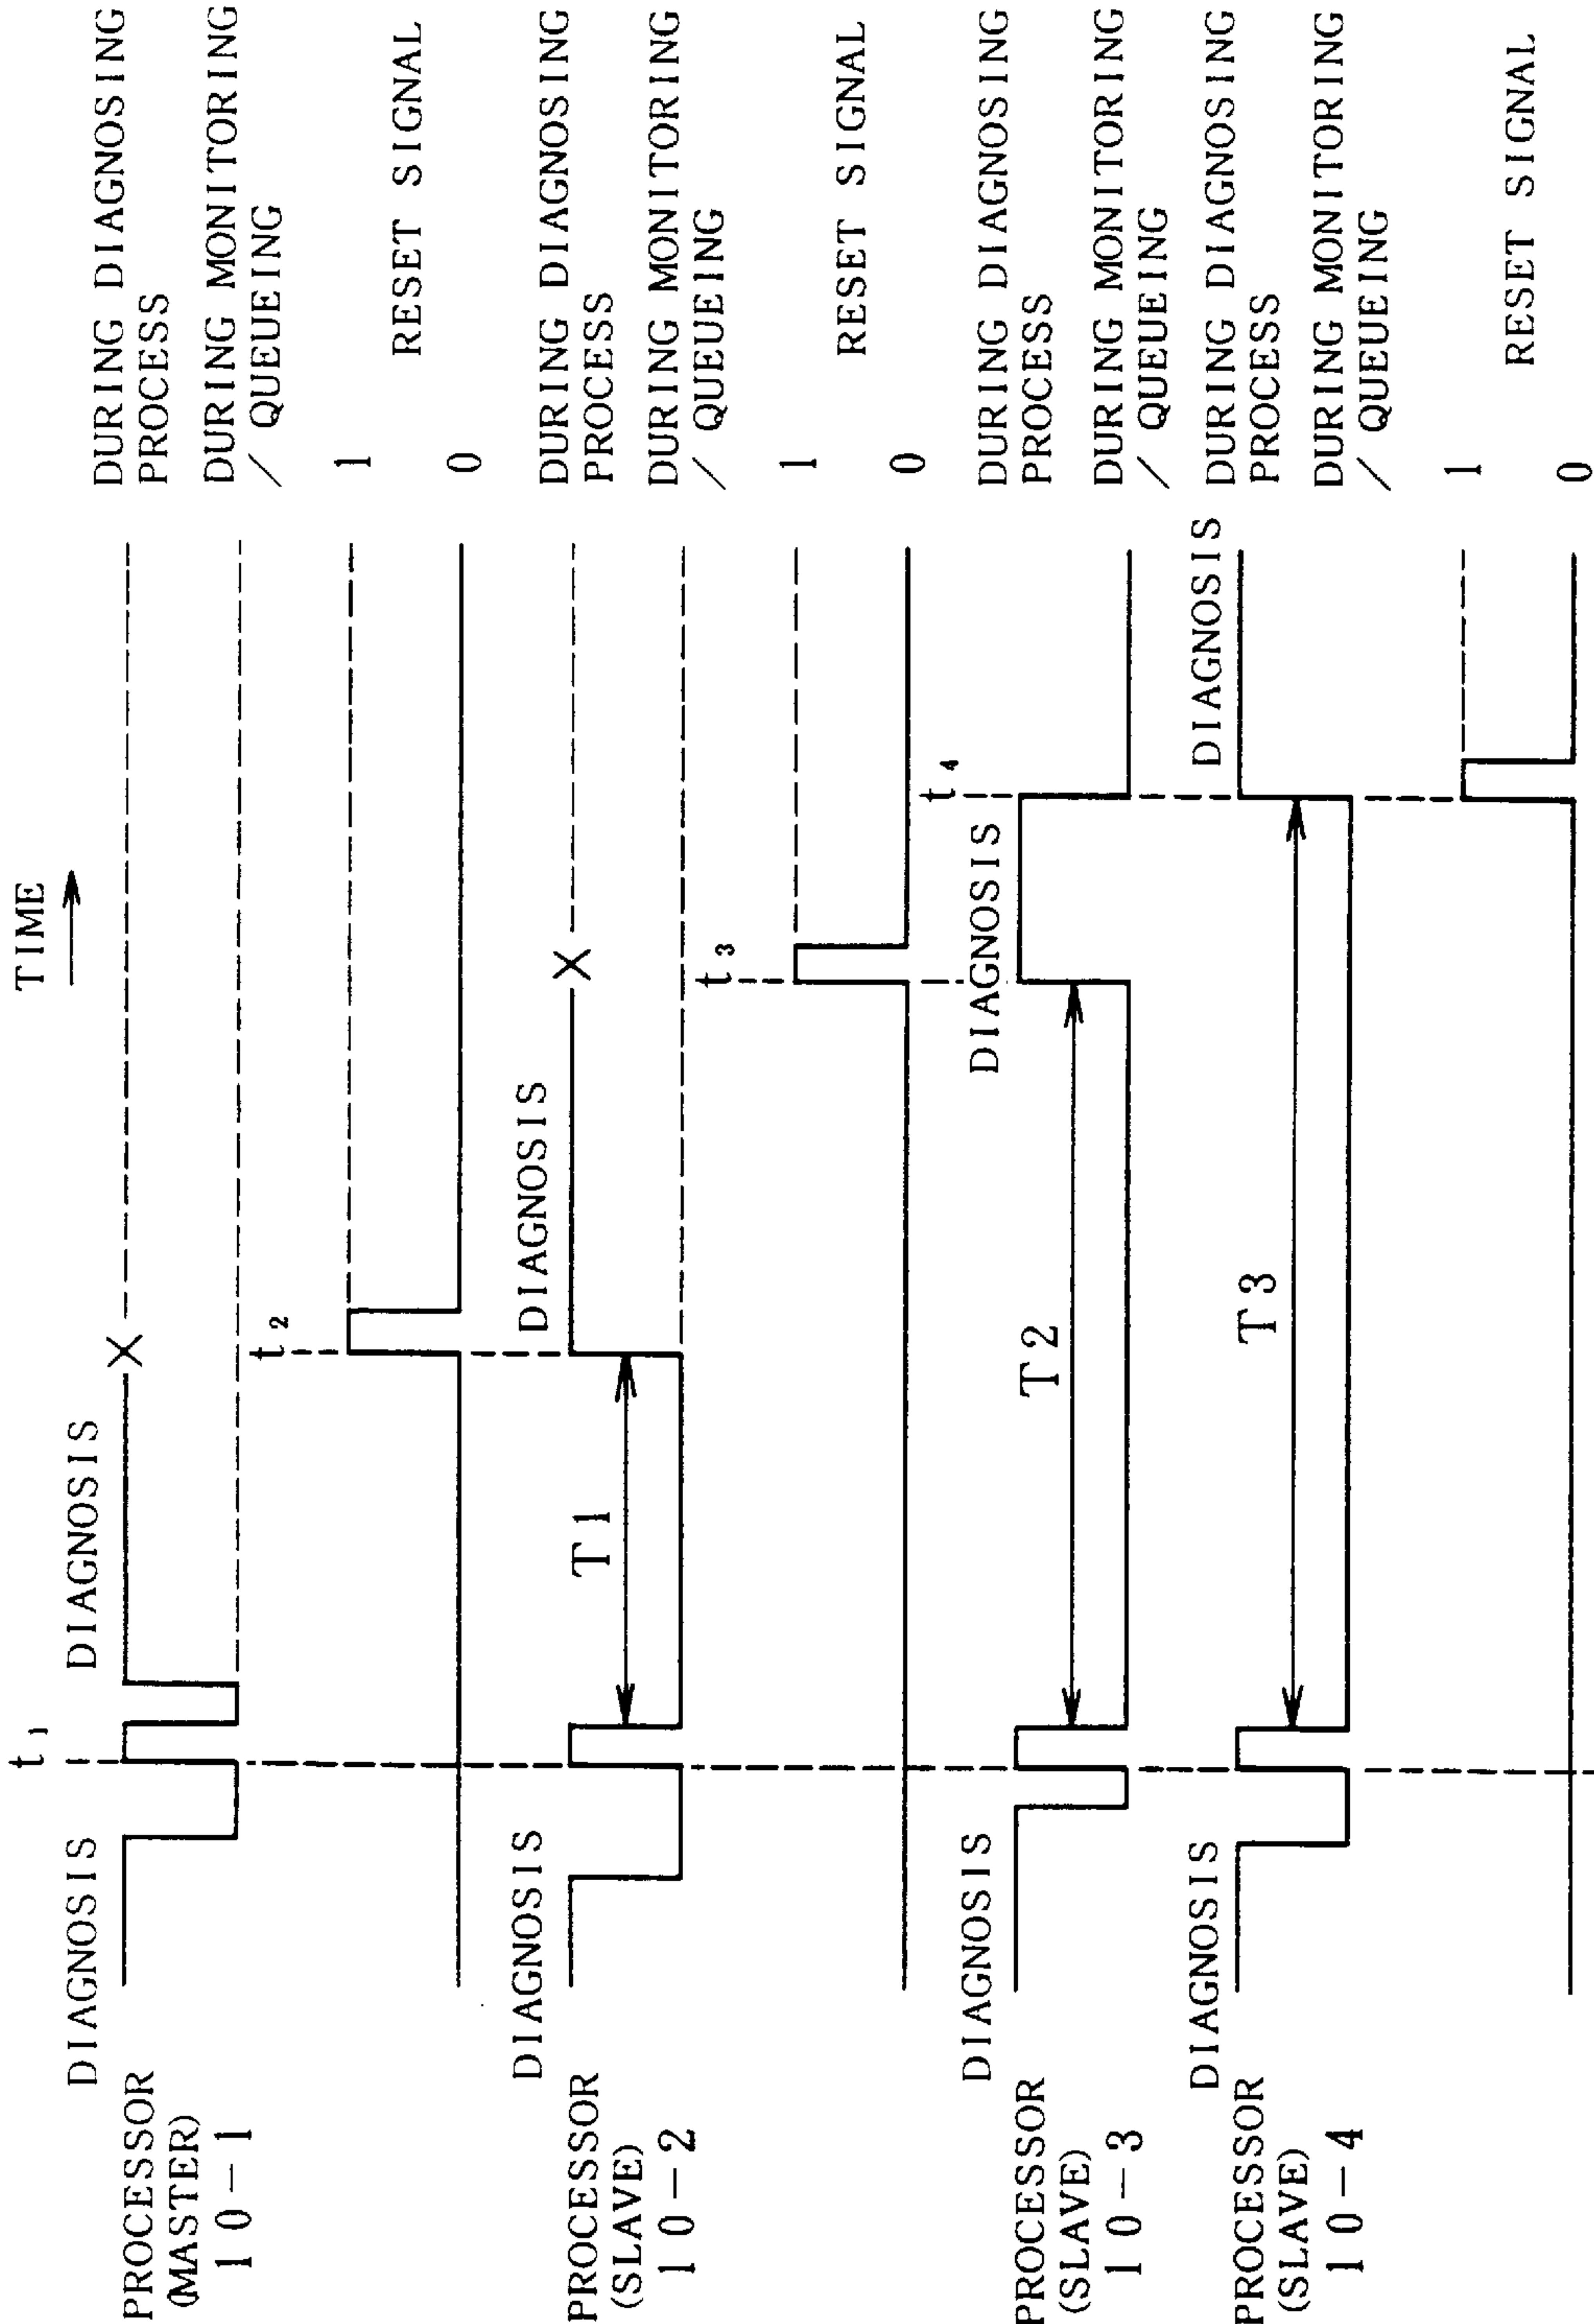 TIME
t1
DIAGNOSIS
DIAGNOSIS
DURING DIAGNOSING
PROCESS
PROCESSOR
(MASTER)
10-1
DURING MONITORING
/ QUEUEING
t2
1
RESET SIGNAL
0
DIAGNOSIS
DIAGNOSIS
DURING DIAGNOSING
PROCESS
PROCESSOR
(SLAVE)
10-2
T1
DURING MONITORING
/ QUEUEING
t3
1
RESET SIGNAL
0
t4
DIAGNOSIS
DIAGNOSIS
DURING DIAGNOSING
PROCESS
PROCESSOR
(SLAVE)
10-3
T2
DURING MONITORING
/ QUEUEING
DIAGNOSIS
DIAGNOSIS
DURING DIAGNOSING
PROCESS
PROCESSOR
(SLAVE)
10-4
T3
DURING MONITORING
/ QUEUEING
1
RESET SIGNAL
0